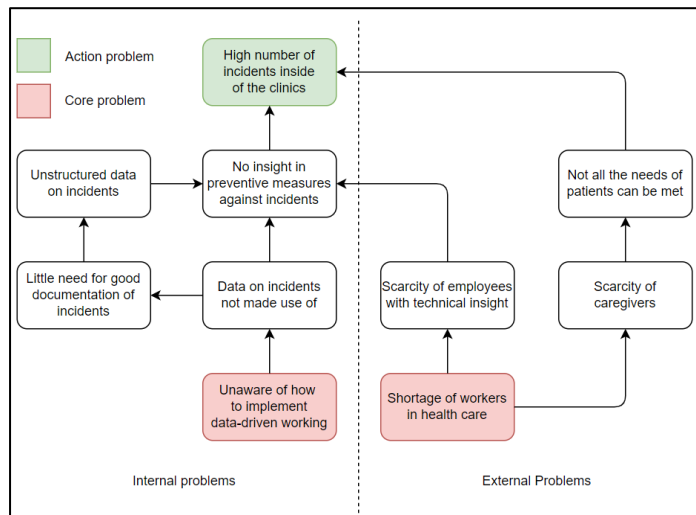 Action problem
Core problem
High number of
incidents inside
of the clinics
Unstructured data
on incidents
No insight in
preventive measures
against incidents
Not all the needs of
patients can be met
Little need for good
documentation of
incidents
Data on incidents
not made use of
Scarcity of employees
with technical insight
Scarcity of
caregivers
Unaware of how
to implement
data-driven working
Shortage of workers
in health care
Internal problems
External Problems